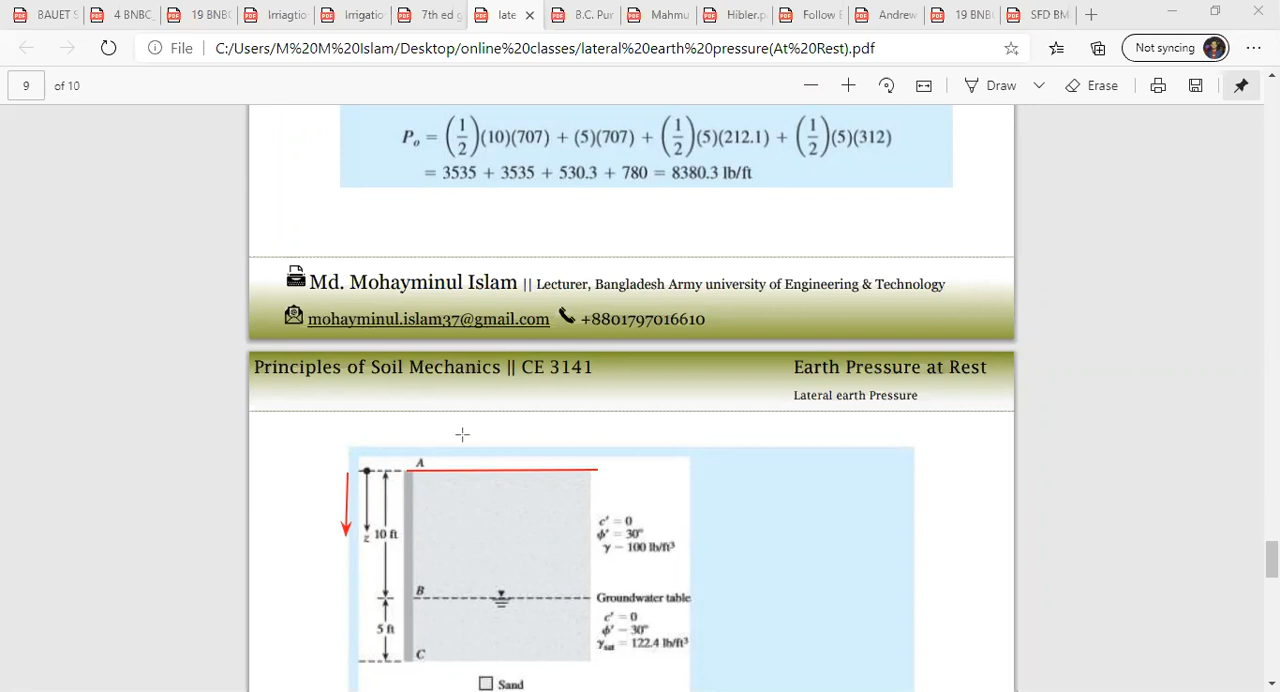 BAUET S
4 BNBC_
19 BNB
Irriagtio
Irrigatio
7th ed g
late
B.C. Pur
Mahmu
Hibler.p
Follow E
Andrew
19 BNB
SFD BM
File C:/Users/M%20M%20Islam/Desktop/online%20classes/lateral%20earth%20pressure(At%20Rest).pdf
Not syncing
9 of 10
Draw
Erase
P₀ = (1/2)(10)(707) + (5)(707) + (1/2)(5)(212.1) + (1/2)(5)(312)
= 3535 + 3535 + 530.3 + 780 = 8380.3 lb/ft
Md. Mohayminul Islam || Lecturer, Bangladesh Army university of Engineering & Technology
mohayminul.islam37@gmail.com +8801797016610
Principles of Soil Mechanics || CE 3141
Earth Pressure at Rest
Lateral earth Pressure
A
z
10 ft
c' = 0
ϕ' = 30°
γ = 100 lb/ft³
B
Groundwater table
5 ft
c' = 0
ϕ' = 30°
γsat = 122.4 lb/ft³
C
Sand